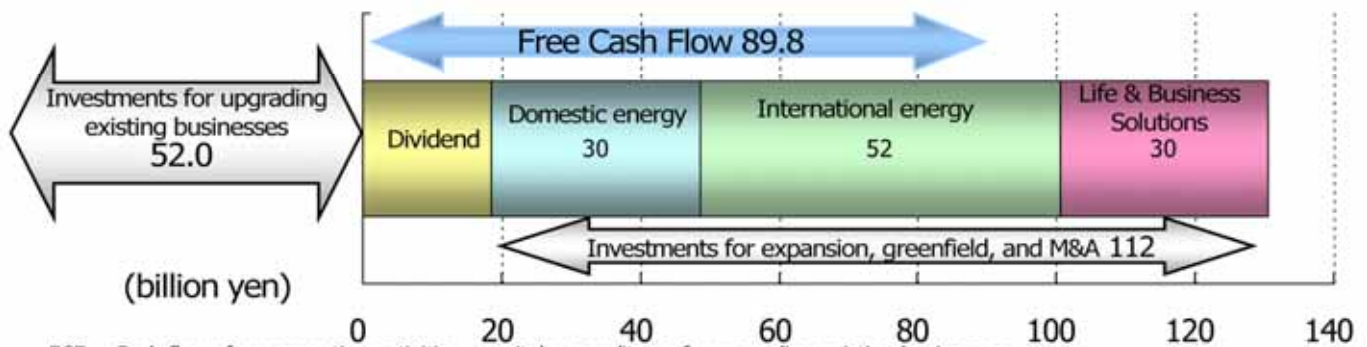 Free Cash Flow 89.8
Investments for upgrading
existing businesses
52.0
Dividend
Domestic energy
30
International energy
52
Life & Business
Solutions
30
Investments for expansion, greenfield, and M&A 112
(billion yen)
0 20 40 60 80 100 120 140